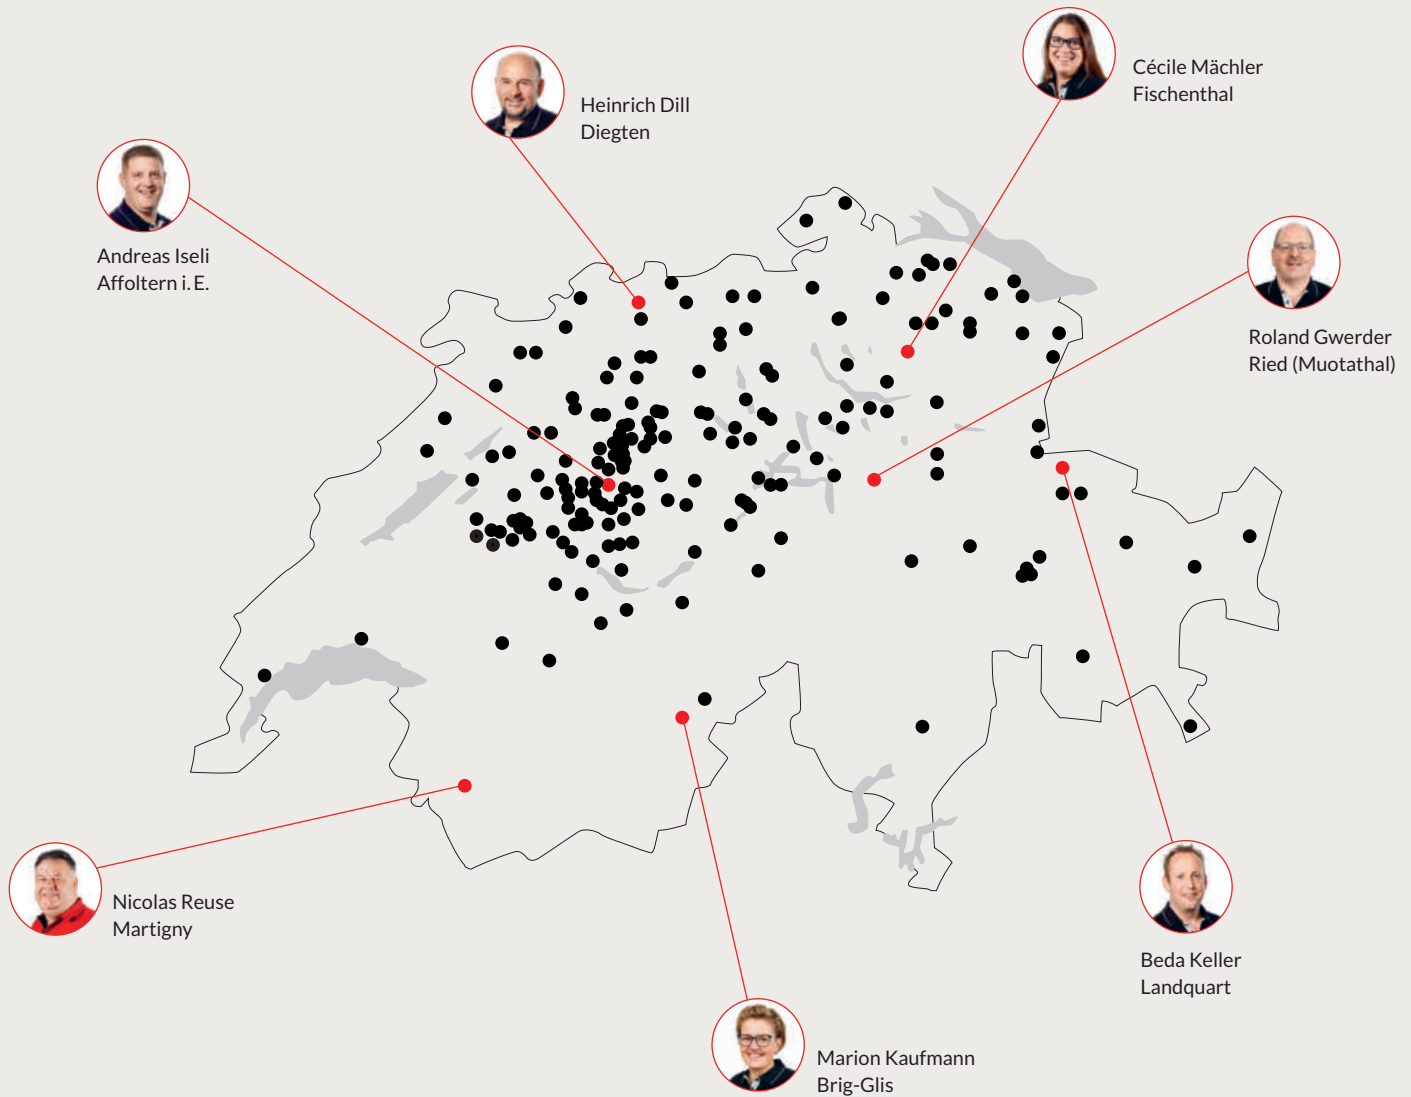 Cécile Mächler
Fischenthal
Heinrich Dill
Diegten
Andreas Iseli
Affoltern i. E.
Roland Gwerder
Ried (Muotathal)
Nicolas Reuse
Martigny
Beda Keller
Landquart
Marion Kaufmann
Brig-Glis